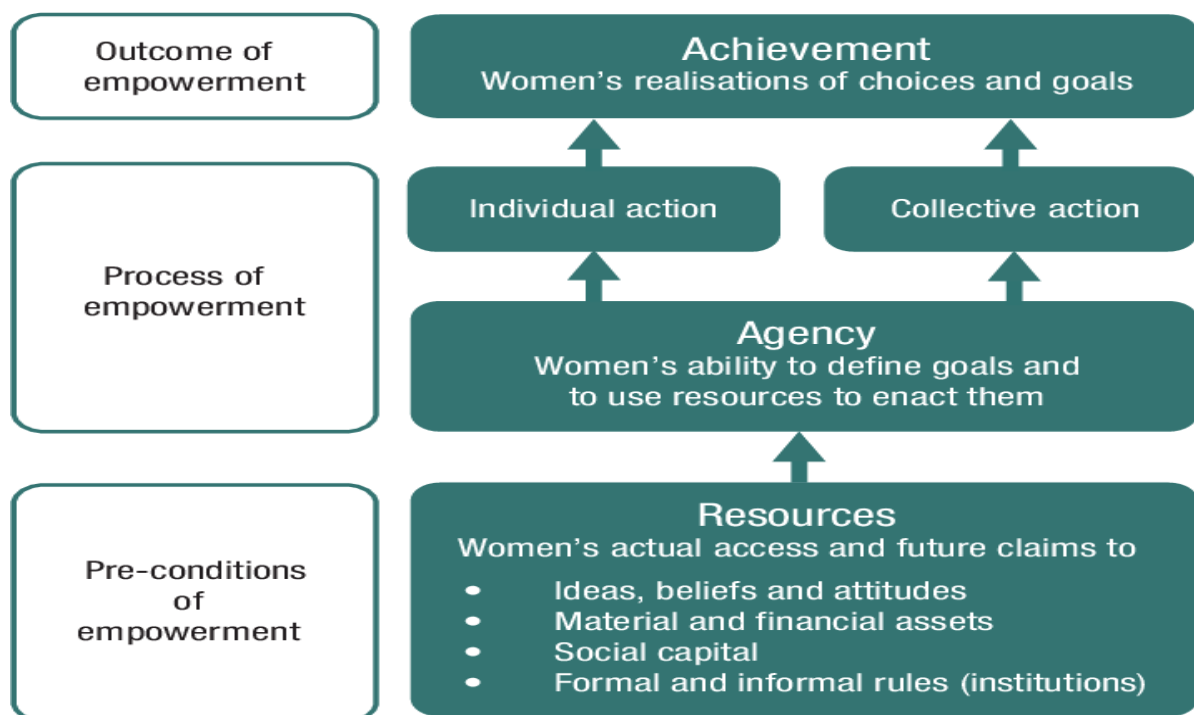 Outcome of
empowerment
Achievement
Women's realisations of choices and goals
Process of
empowerment
Individual action
Collective action
Agency
Women's ability to define goals and
to use resources to enact them
Pre-conditions
of
empowerment
Resources
Women's actual access and future claims to
• Ideas, beliefs and attitudes
• Material and financial assets
• Social capital
• Formal and informal rules (institutions)